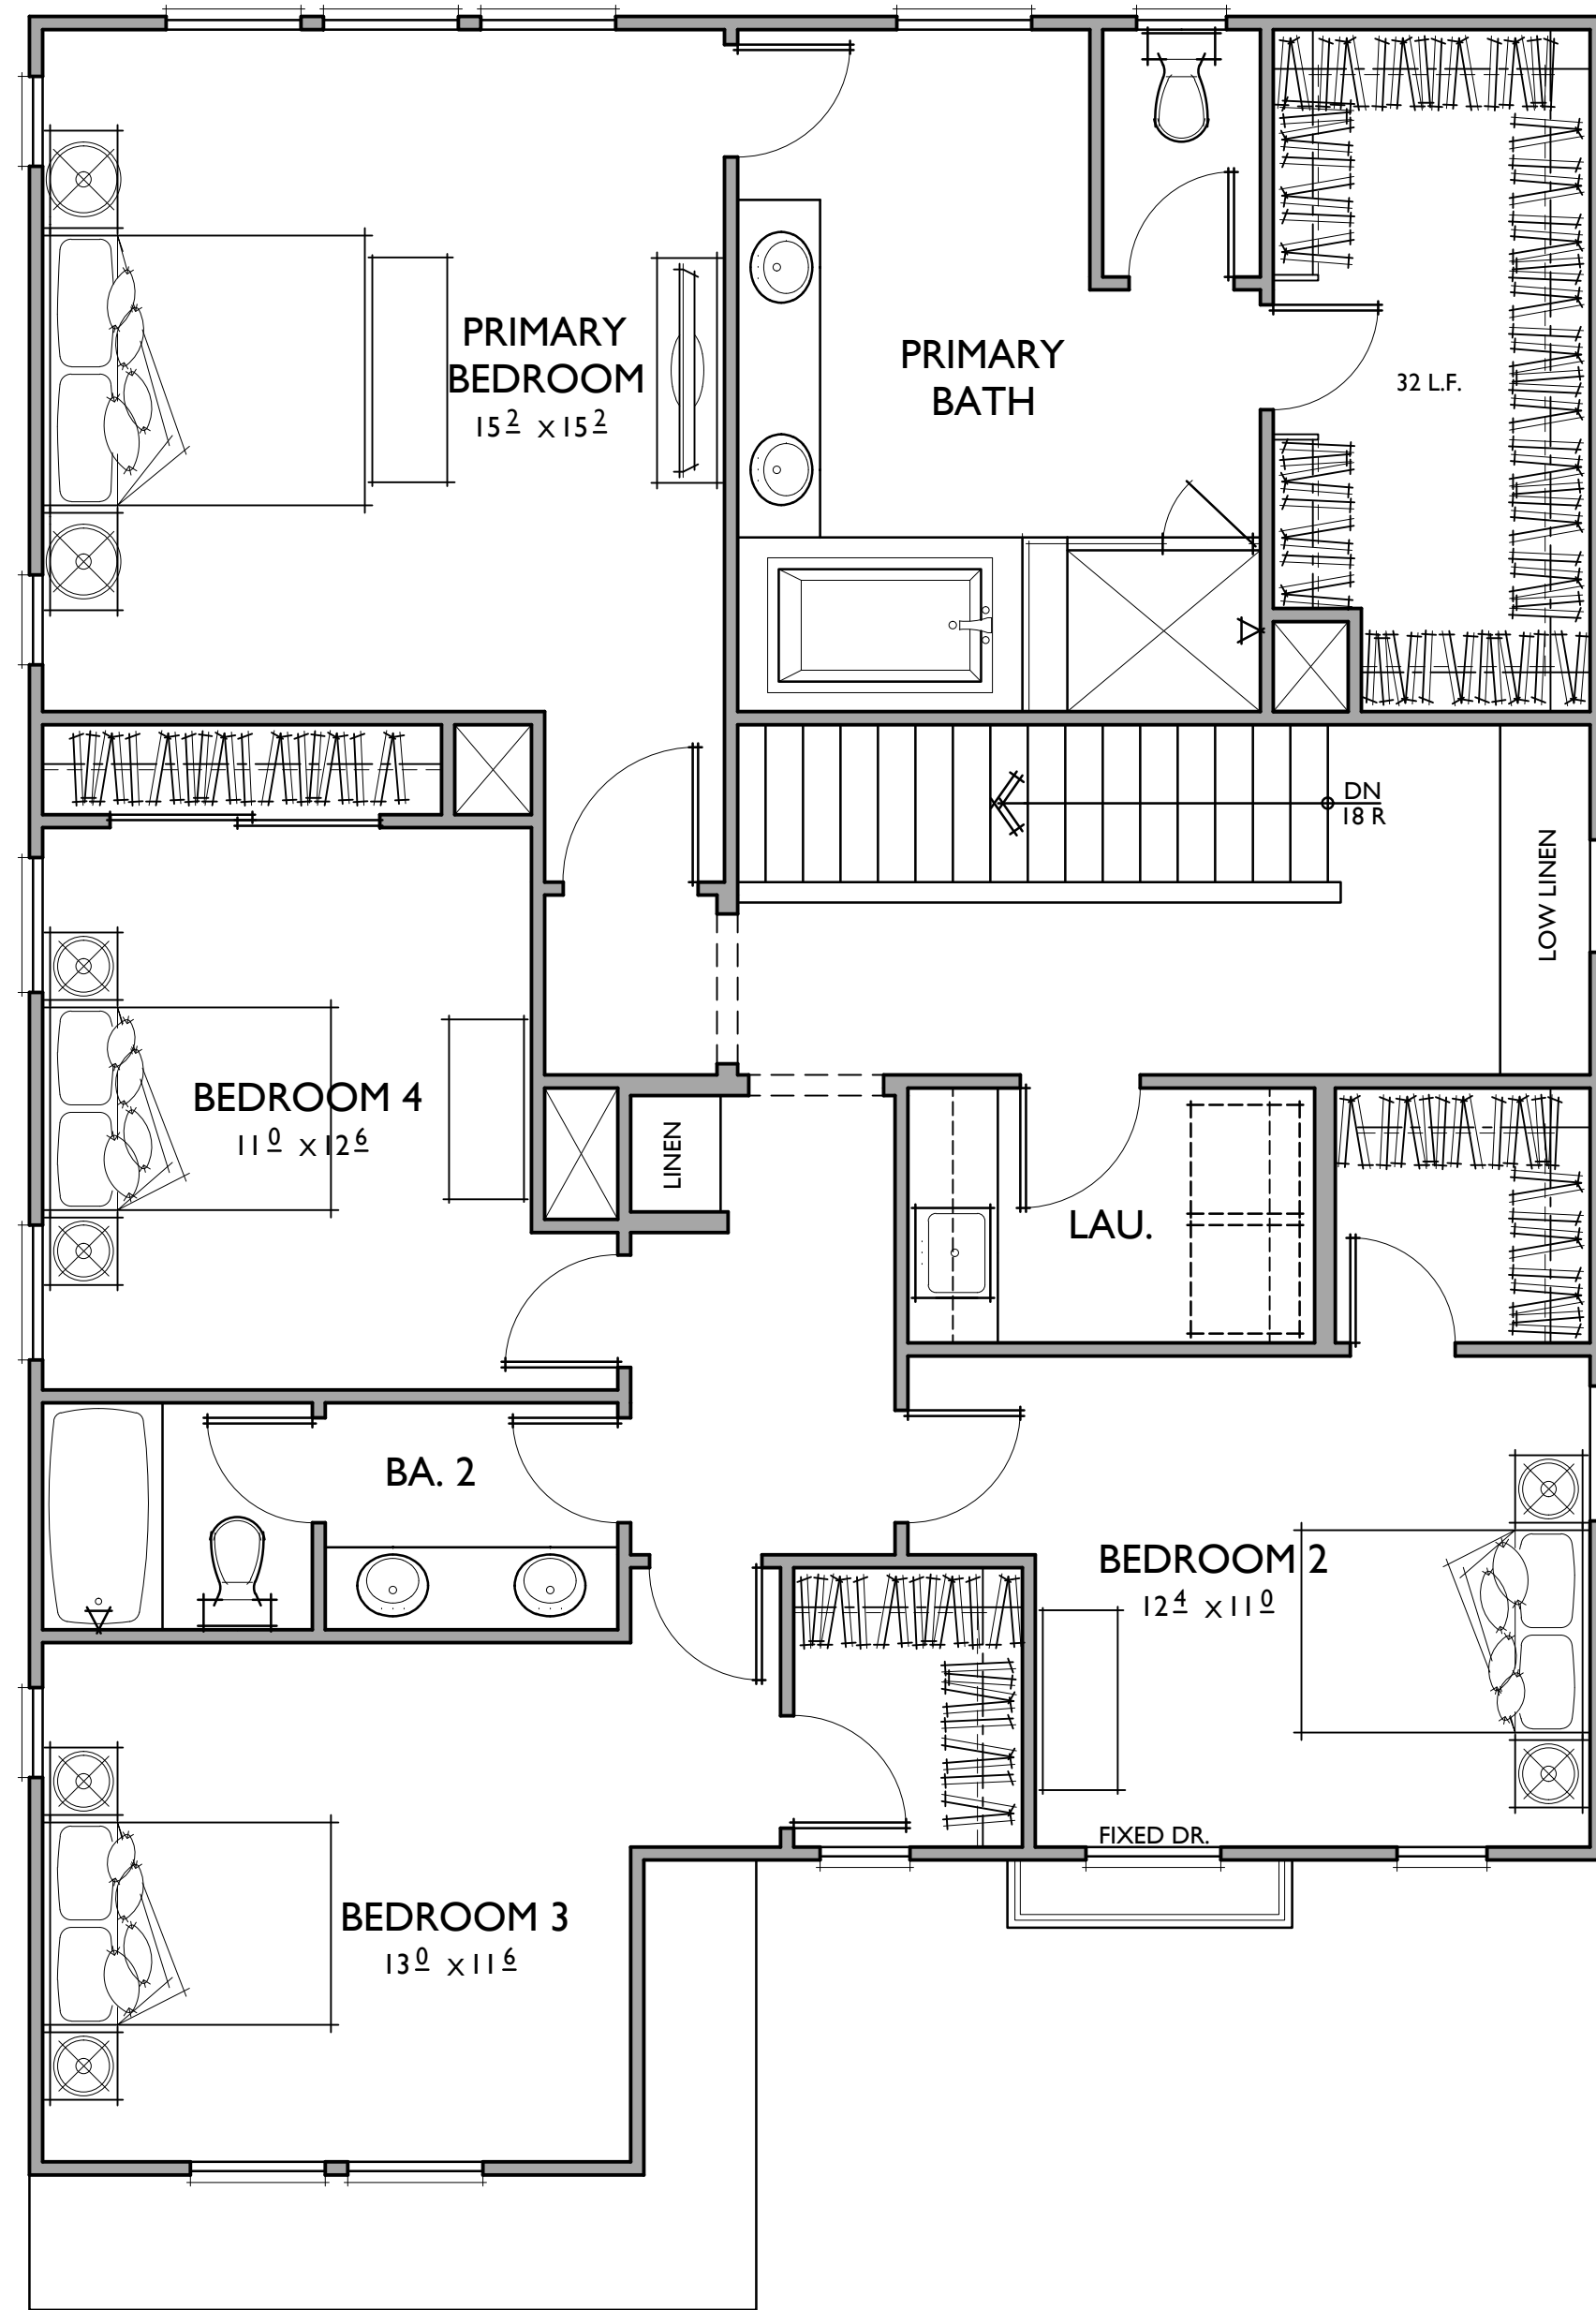 PRIMARY
BEDROOM
15 2 x 15 2
PRIMARY
BATH
32 L.F.
DN
18 R
LOW LINEN
BEDROOM 4
11 0 x 12 6
LINEN
LAU.
BA. 2
BEDROOM 2
12 4 x 11 0
FIXED DR.
BEDROOM 3
13 0 x 11 6